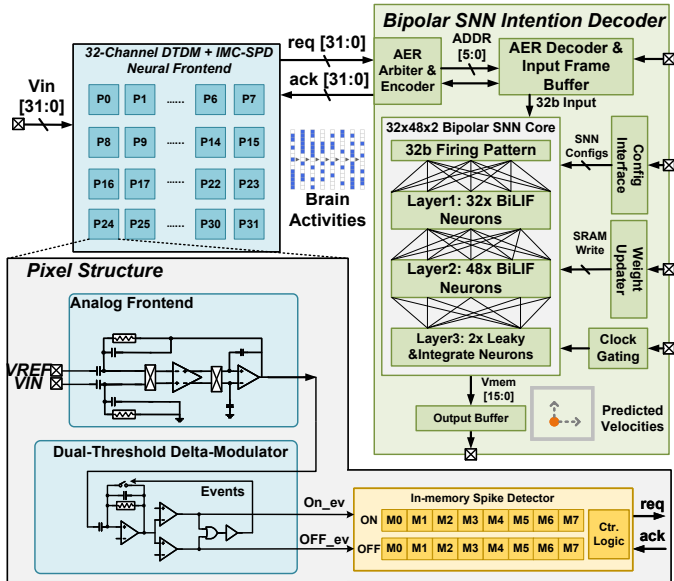 32-Channel DTDM + IMC-SPD
Neural Frontend
Vin
[31:0]
P0 P1 ...... P6 P7
P8 P9 ...... P14 P15
P16 P17 ...... P22 P23
P24 P25 ...... P30 P31
req [31:0]
ack [31:0]
Brain
Activities
Bipolar SNN Intention Decoder
AER
Arbiter &
Encoder
ADDR
[5:0]
AER Decoder &
Input Frame
Buffer
32b Input
32x48x2 Bipolar SNN Core
32b Firing Pattern
Layer1: 32x BiLIF
Neurons
Layer2: 48x BiLIF
Neurons
Layer3: 2x Leaky
&Integrate Neurons
SNN
Configs
Config
Interface
SRAM
Write
Weight
Updater
Clock
Gating
Vmem
[15:0]
Output Buffer
Predicted
Velocities
Pixel Structure
Analog Frontend
VREF
VIN
Dual-Threshold Delta-Modulator
Events
On_ev
OFF_ev
In-memory Spike Detector
ON M0 M1 M2 M3 M4 M5 M6 M7
OFF M0 M1 M2 M3 M4 M5 M6 M7
Ctr.
Logic
req
ack